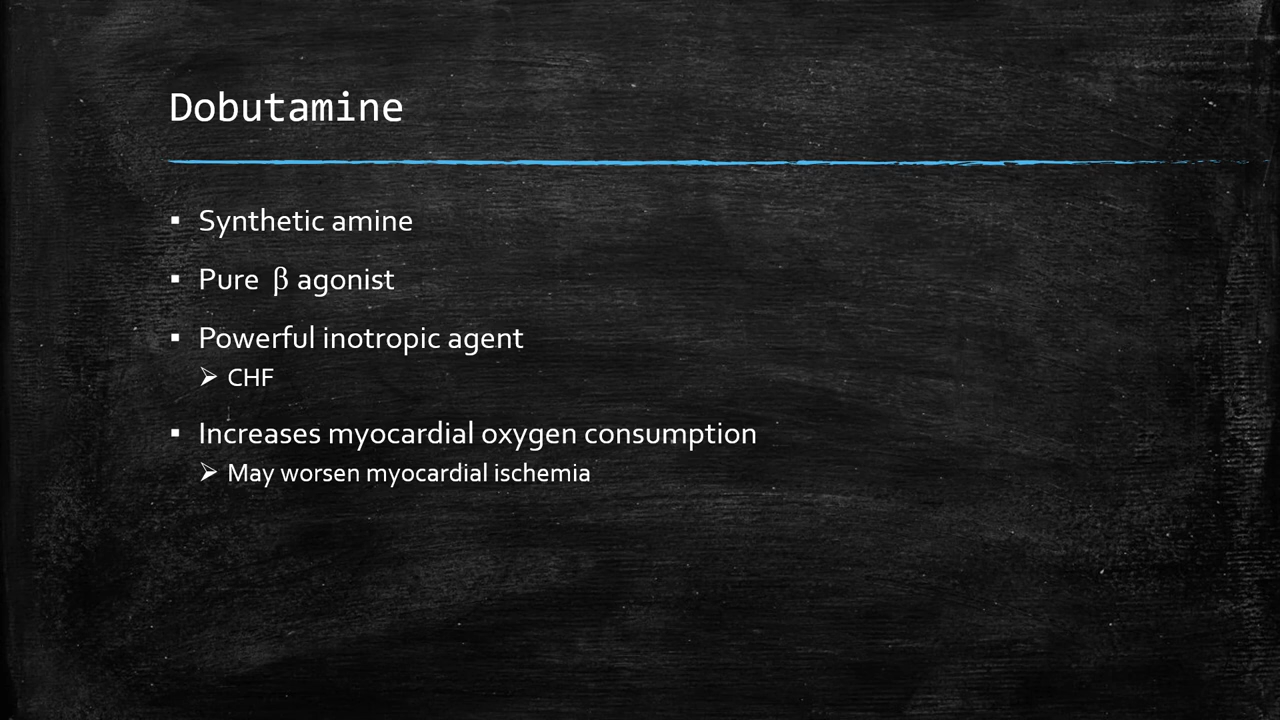 Dobutamine
▪ Synthetic amine
▪ Pure β agonist
▪ Powerful inotropic agent
➢ CHF
▪ Increases myocardial oxygen consumption
➢ May worsen myocardial ischemia